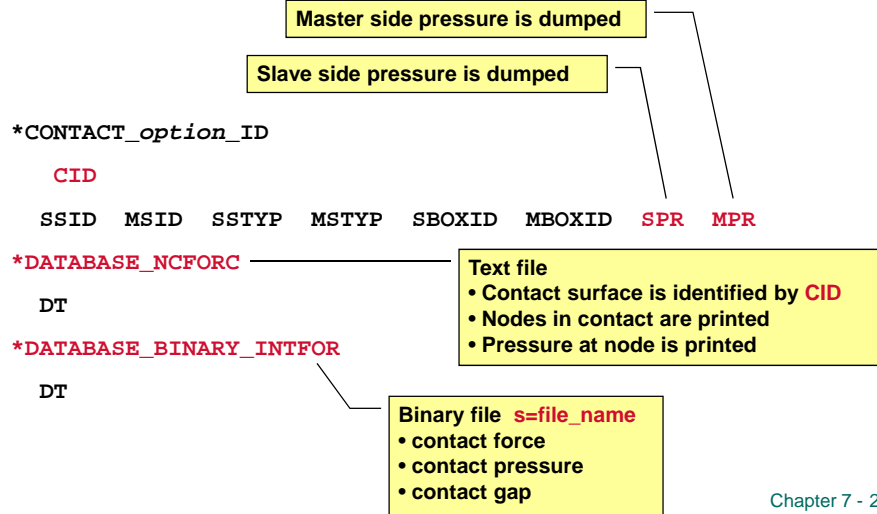 Master side pressure is dumped
Slave side pressure is dumped
*CONTACT_option_ID
CID
SSID MSID SSTYP MSTYP SBOXID MBOXID SPR MPR
*DATABASE_NCFORC
DT
Text file
• Contact surface is identified by CID
• Nodes in contact are printed
• Pressure at node is printed
*DATABASE_BINARY_INTFOR
DT
Binary file s=file_name
• contact force
• contact pressure
• contact gap
Chapter 7 - 2